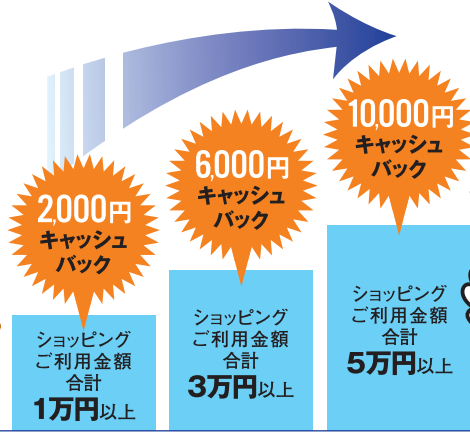 2,000円
キャッシュ
バック
ショッピング
ご利用金額
合計
1万円以上
6,000円
キャッシュ
バック
ショッピング
ご利用金額
合計
3万円以上
10,000円
キャッシュ
バック
ショッピング
ご利用金額
合計
5万円以上